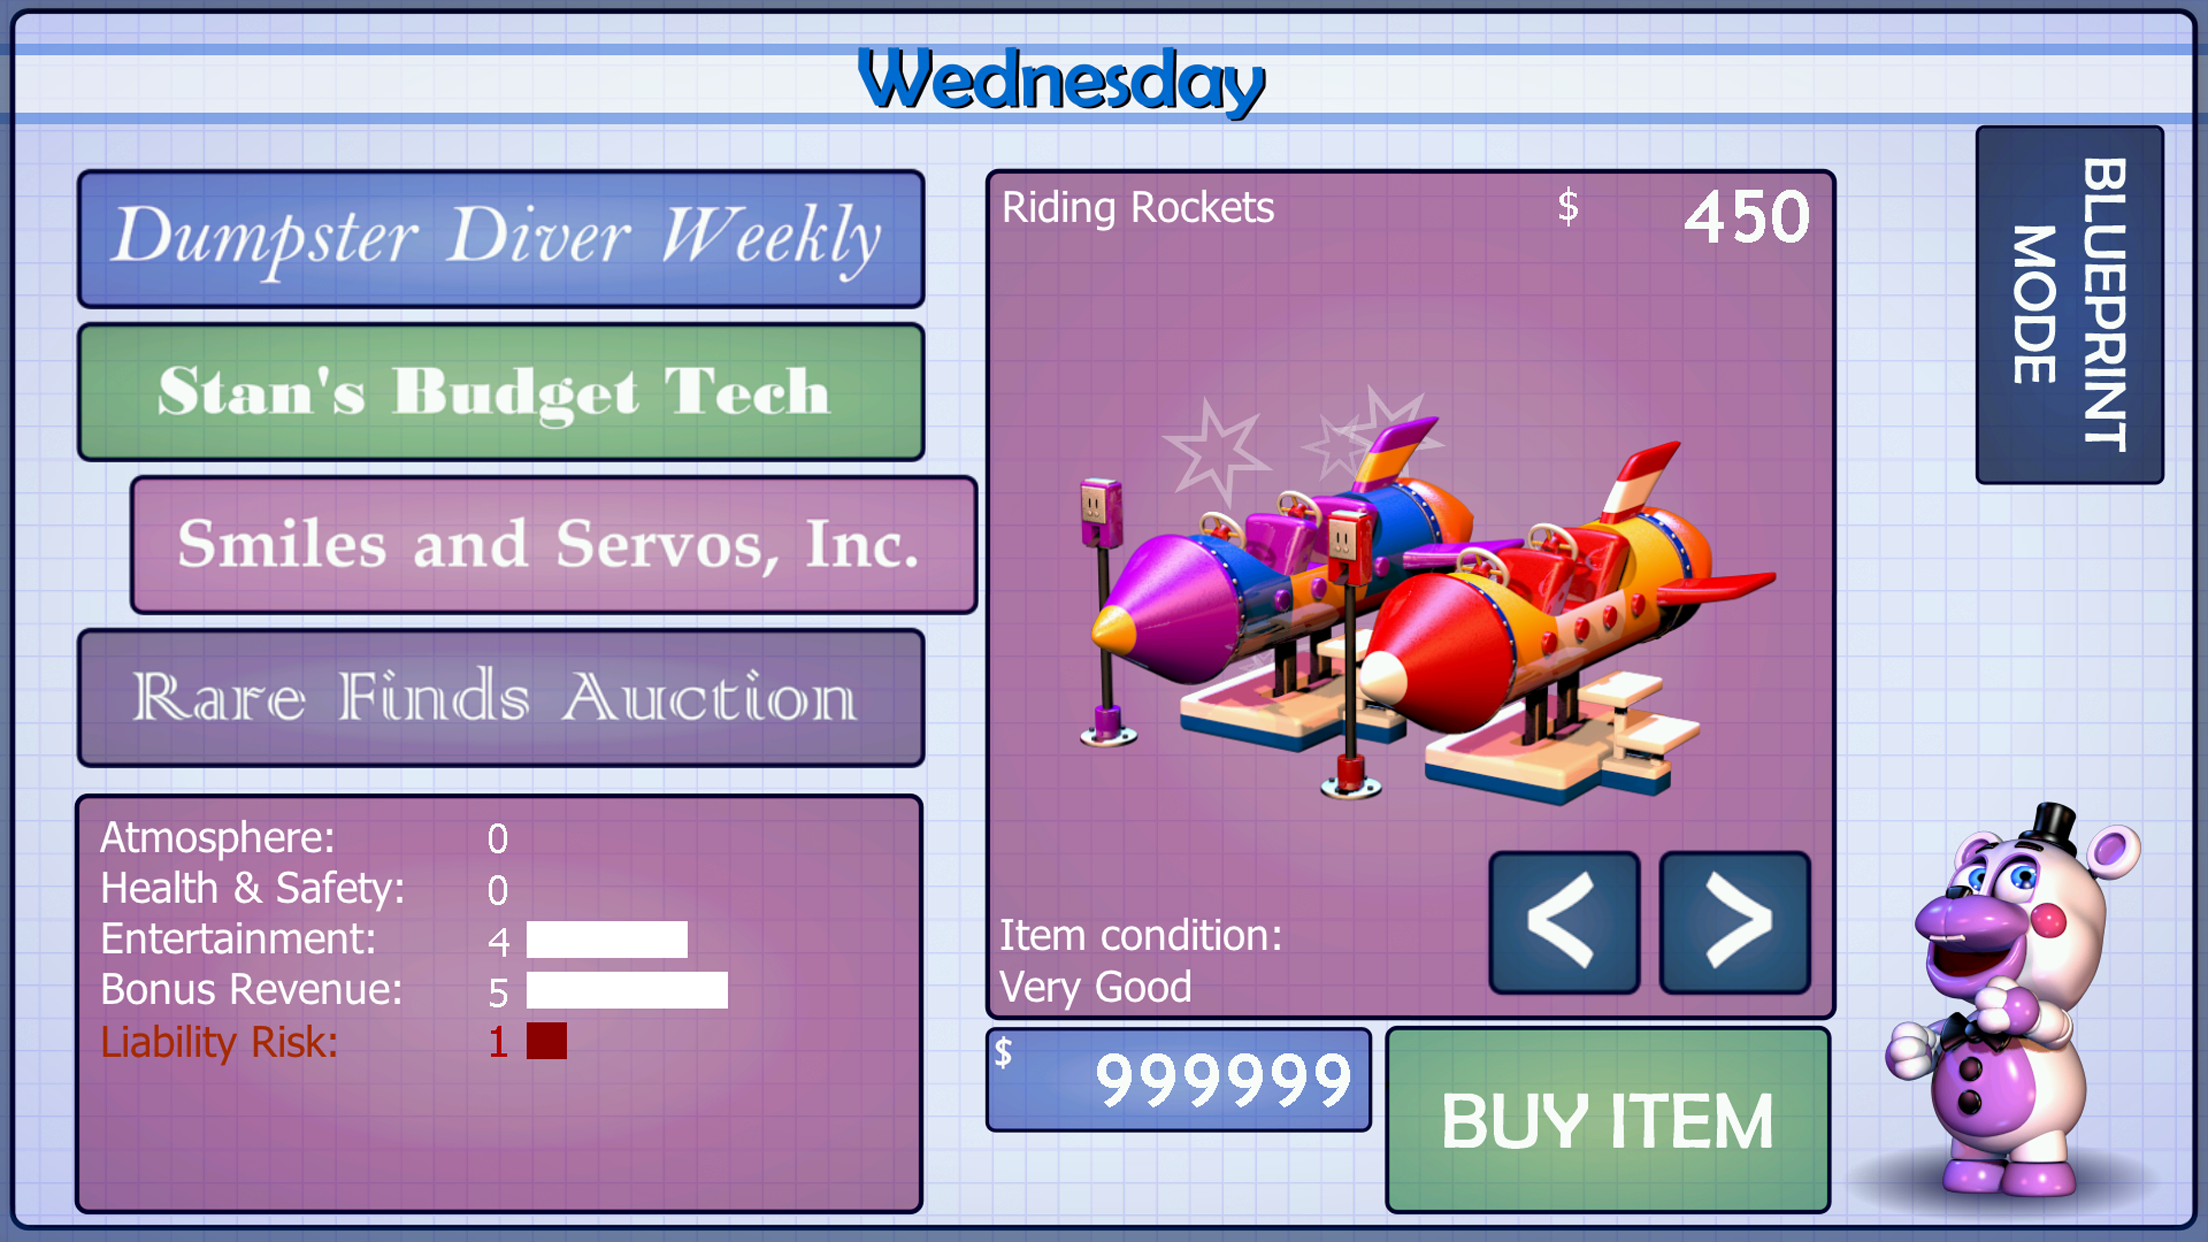 Wednesday
Dumpster Diver Weekly
Stan's Budget Tech
Smiles and Servos, Inc.
Rare Finds Auction
Atmosphere: 0
Health & Safety: 0
Entertainment: 4
Bonus Revenue: 5
Liability Risk: 1
Riding Rockets $ 450
Item condition:
Very Good
< >
$ 999999
BUY ITEM
BLUEPRINT
MODE